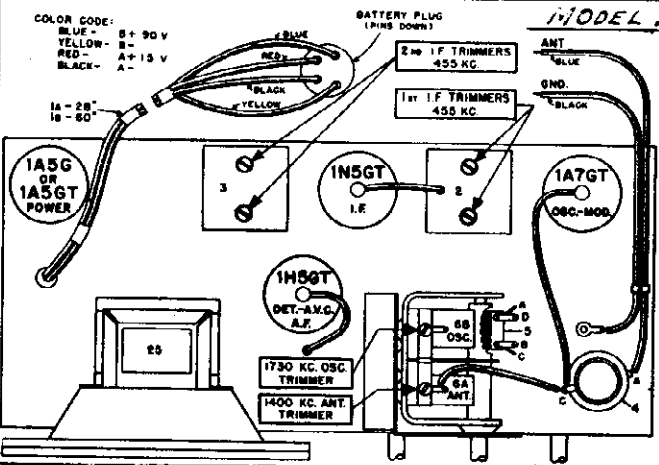 COLOR CODE:
BLUE - B+ 90 V
YELLOW - B-
RED - A+ 1.5 V
BLACK - A-
BATTERY PLUG
(PINS DOWN)
MODEL
BLUE
RED
BLACK
YELLOW
1A - 28"
1B - 60"
2ND I.F TRIMMERS
455 KC.
1ST I.F TRIMMERS
455 KC.
ANT.
BLUE
GND.
BLACK
1A5G
OR
1A5GT
POWER
3
1N5GT
I.F.
2
1A7GT
OSC.-MOD.
1H5GT
DET.-A.V.C.
A.F.
25
1730 KC. OSC.
TRIMMER
1400 KC. ANT.
TRIMMER
6B
OSC.
6A
ANT.
A
D
5
B
C
C
A
4